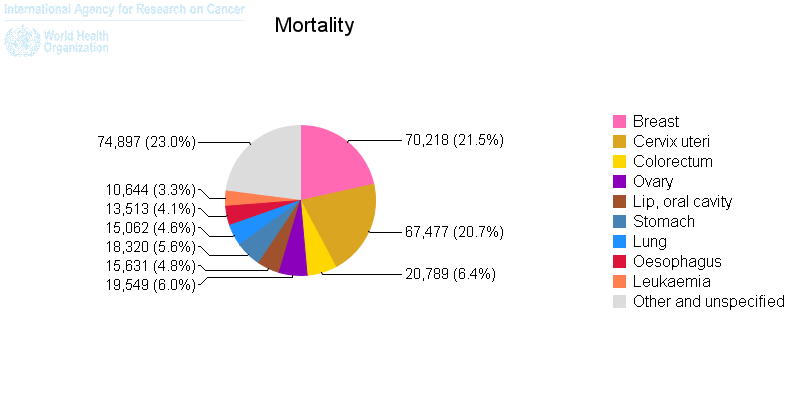 International Agency for Research on Cancer
World Health
Organization
Mortality
74,897 (23.0%)
70,218 (21.5%)
10,644 (3.3%)
13,513 (4.1%)
15,062 (4.6%)
18,320 (5.6%)
15,631 (4.8%)
19,549 (6.0%)
67,477 (20.7%)
20,789 (6.4%)
Breast
Cervix uteri
Colorectum
Ovary
Lip, oral cavity
Stomach
Lung
Oesophagus
Leukaemia
Other and unspecified